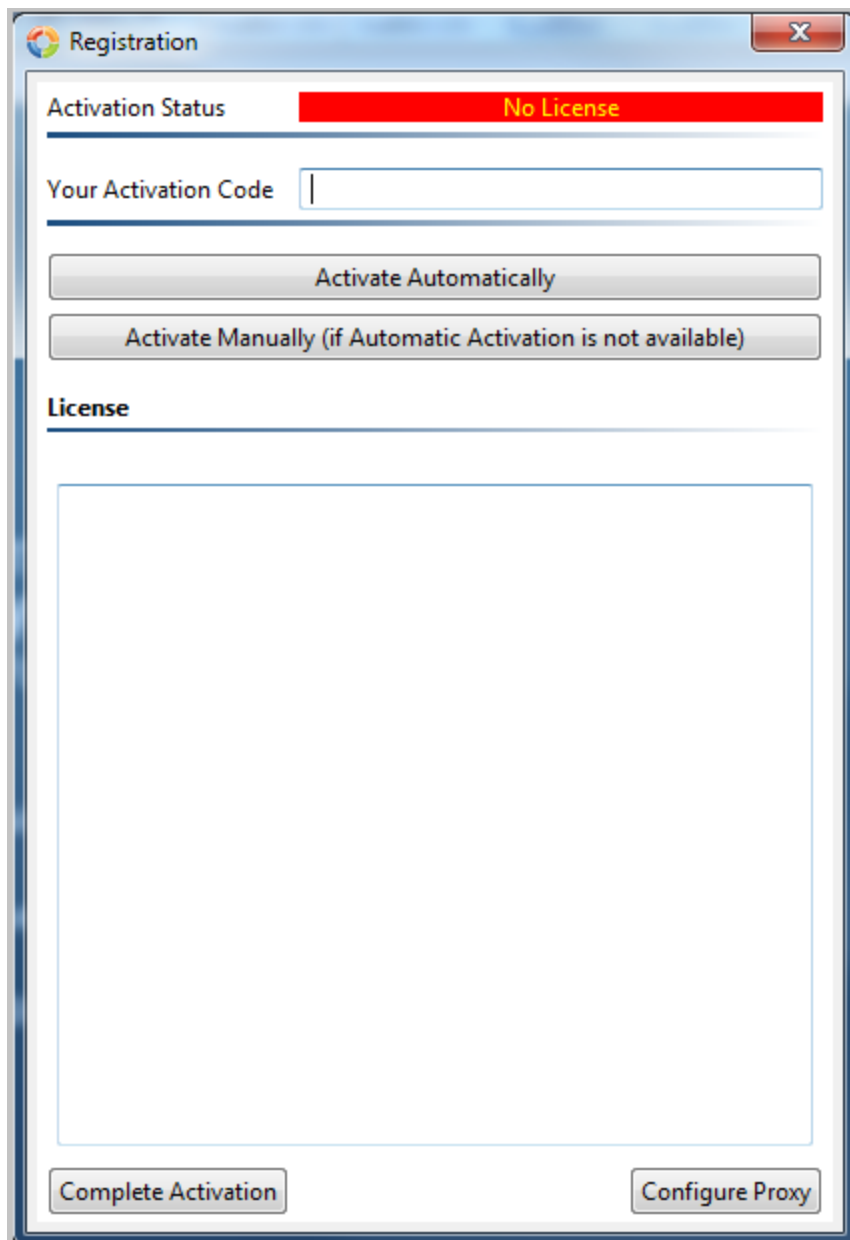 Registration
Activation Status No License
Your Activation Code
Activate Automatically
Activate Manually (if Automatic Activation is not available)
License
Complete Activation Configure Proxy